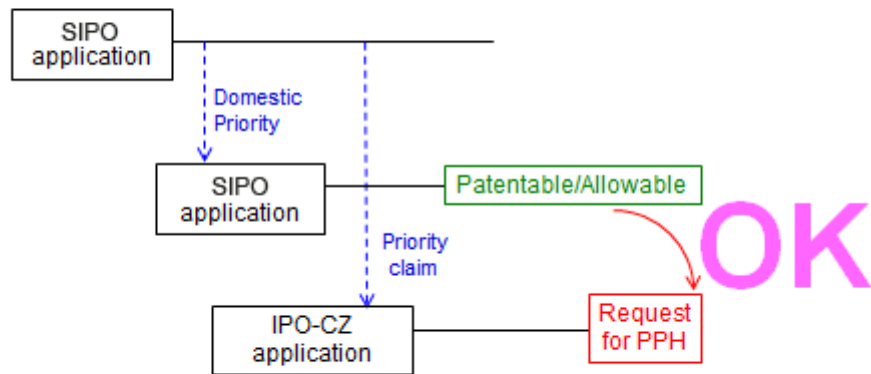 SIPO
application
Domestic
Priority
SIPO
application
Patentable/Allowable
OK
Priority
claim
IPO-CZ
application
Request
for PPH